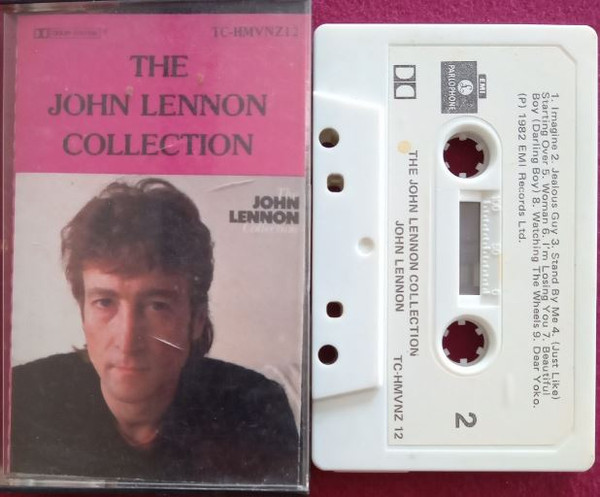 TC-HMVNZ12
THE
JOHN LENNON
COLLECTION
The
JOHN
LENNON
Collection
EMI
PARLOPHONE
1. Imagine 2. Jealous Guy 3. Stand By Me 4. (Just Like)
Starting Over 5. Woman 6. I'm Losing You 7. Beautiful
Boy (Darling Boy) 8. Watching The Wheels 9. Dear Yoko.
(P) 1982 EMI Records Ltd.
100 50 0
THE JOHN LENNON COLLECTION
JOHN LENNON
TC-HMVNZ 12
2